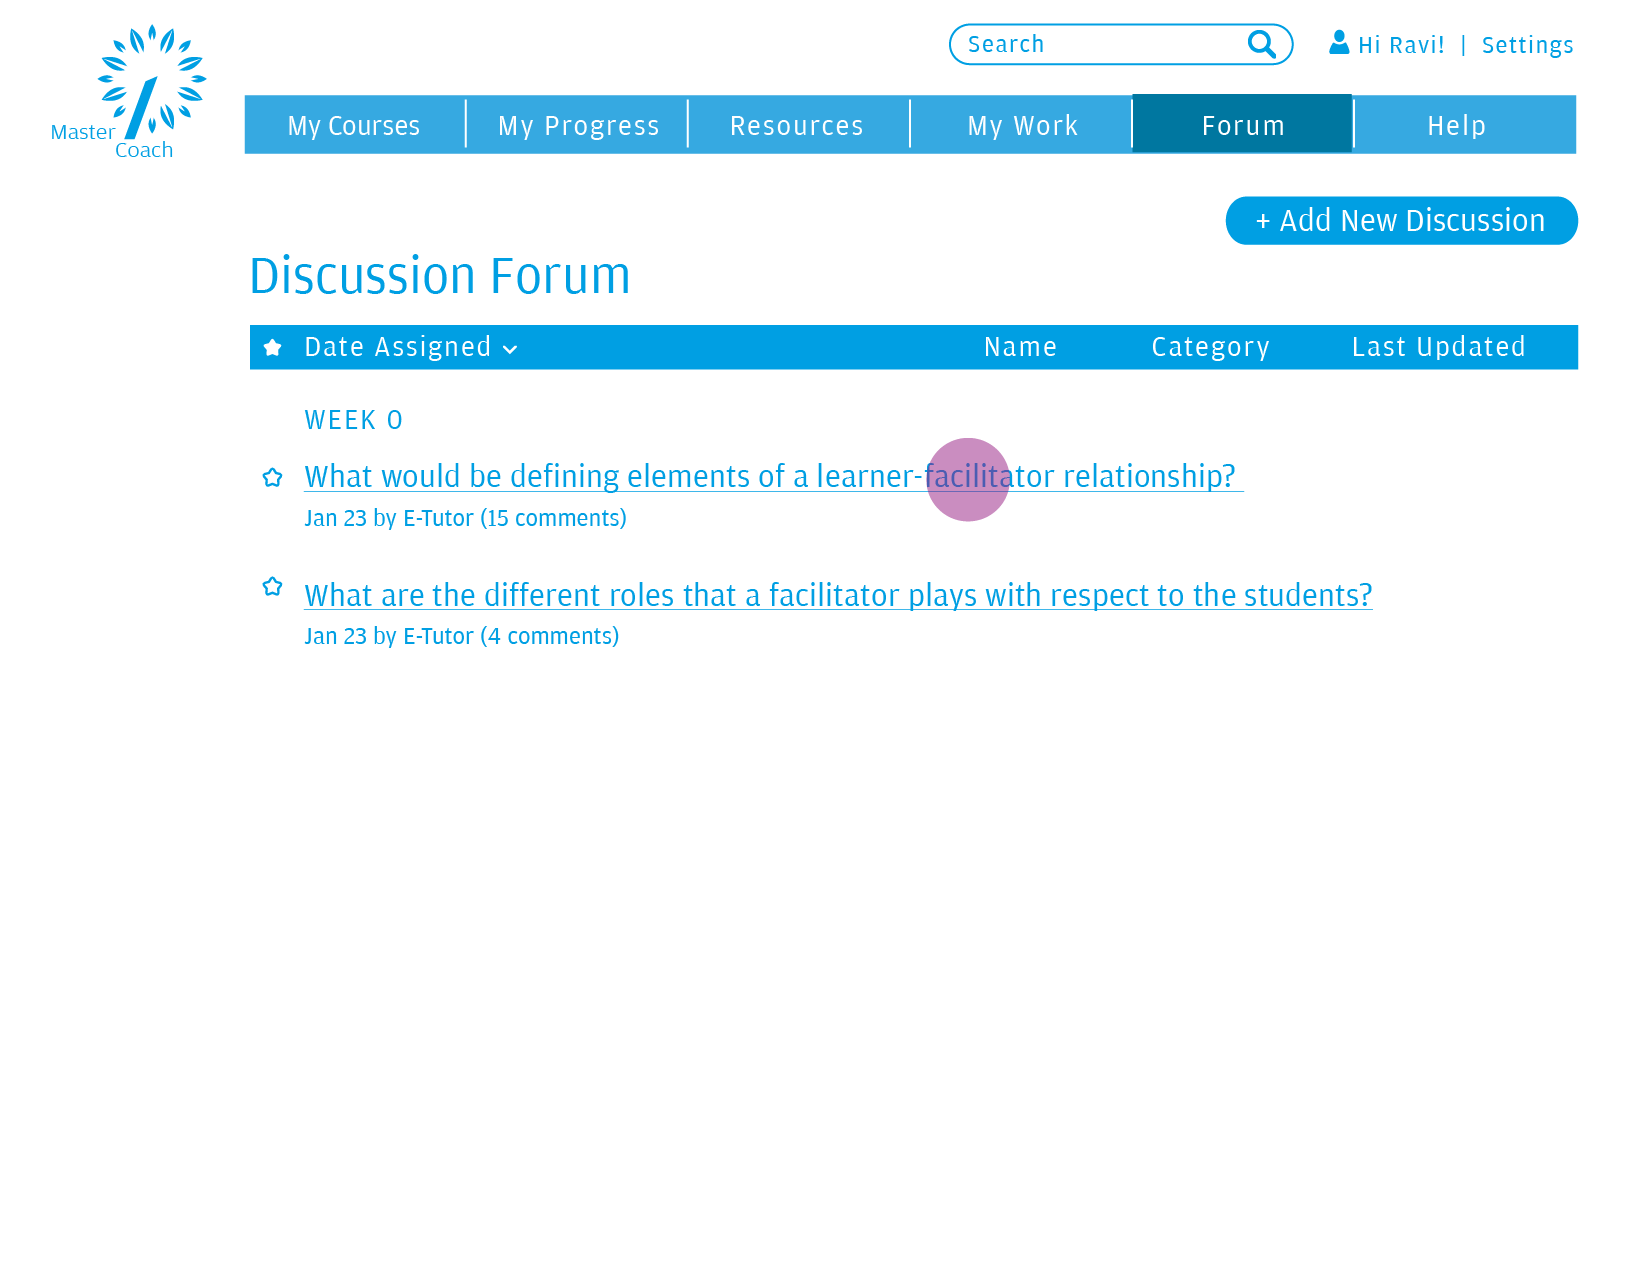 Search
Hi Ravi! | Settings
Master
Coach
My Courses
My Progress
Resources
My Work
Forum
Help
+ Add New Discussion
Discussion Forum
Date Assigned
Name
Category
Last Updated
WEEK 0
What would be defining elements of a learner-facilitator relationship?
Jan 23 by E-Tutor (15 comments)
What are the different roles that a facilitator plays with respect to the students?
Jan 23 by E-Tutor (4 comments)